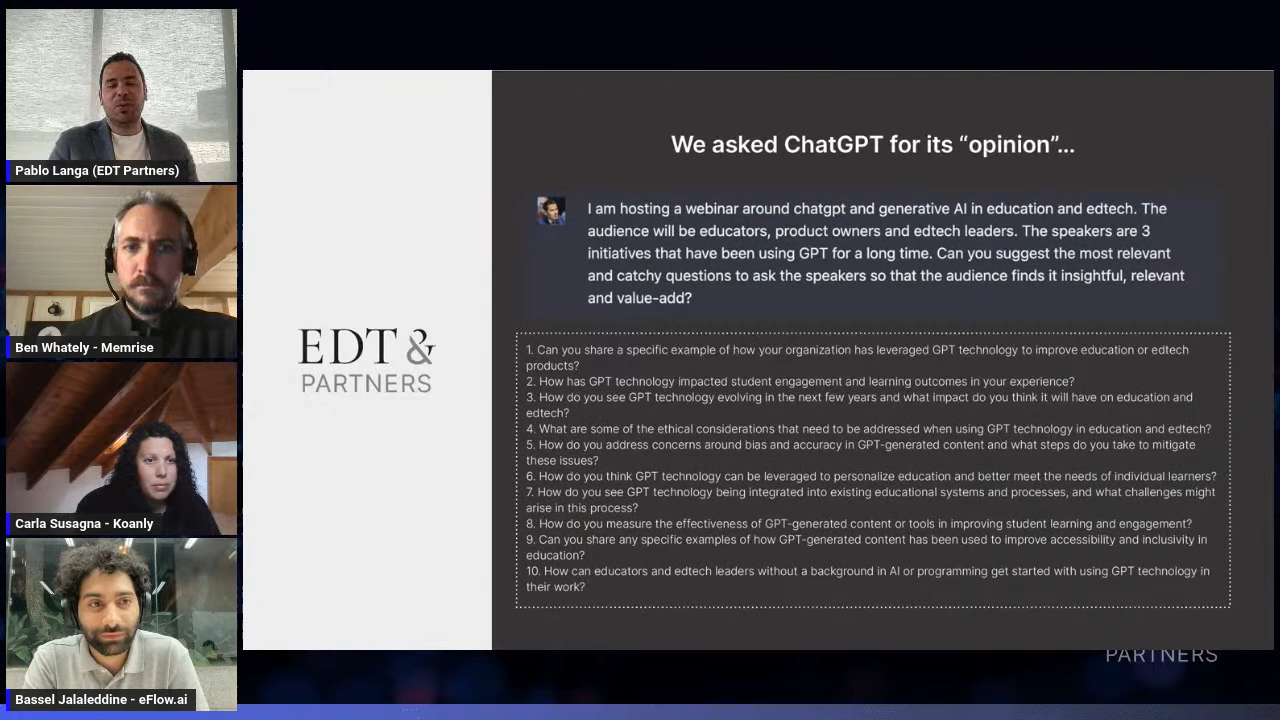 Pablo Langa (EDT Partners)
Ben Whately - Memrise
Carla Susagna - Koanly
Bassel Jalaleddine - eFlow.ai
EDT &
PARTNERS
We asked ChatGPT for its “opinion”...
I am hosting a webinar around chatgpt and generative AI in education and edtech. The
audience will be educators, product owners and edtech leaders. The speakers are 3
initiatives that have been using GPT for a long time. Can you suggest the most relevant
and catchy questions to ask the speakers so that the audience finds it insightful, relevant
and value-add?
1. Can you share a specific example of how your organization has leveraged GPT technology to improve education or edtech
products?
2. How has GPT technology impacted student engagement and learning outcomes in your experience?
3. How do you see GPT technology evolving in the next few years and what impact do you think it will have on education and
edtech?
4. What are some of the ethical considerations that need to be addressed when using GPT technology in education and edtech?
5. How do you address concerns around bias and accuracy in GPT-generated content and what steps do you take to mitigate
these issues?
6. How do you think GPT technology can be leveraged to personalize education and better meet the needs of individual learners?
7. How do you see GPT technology being integrated into existing educational systems and processes, and what challenges might
arise in this process?
8. How do you measure the effectiveness of GPT-generated content or tools in improving student learning and engagement?
9. Can you share any specific examples of how GPT-generated content has been used to improve accessibility and inclusivity in
education?
10. How can educators and edtech leaders without a background in AI or programming get started with using GPT technology in
their work?
PARTNERS